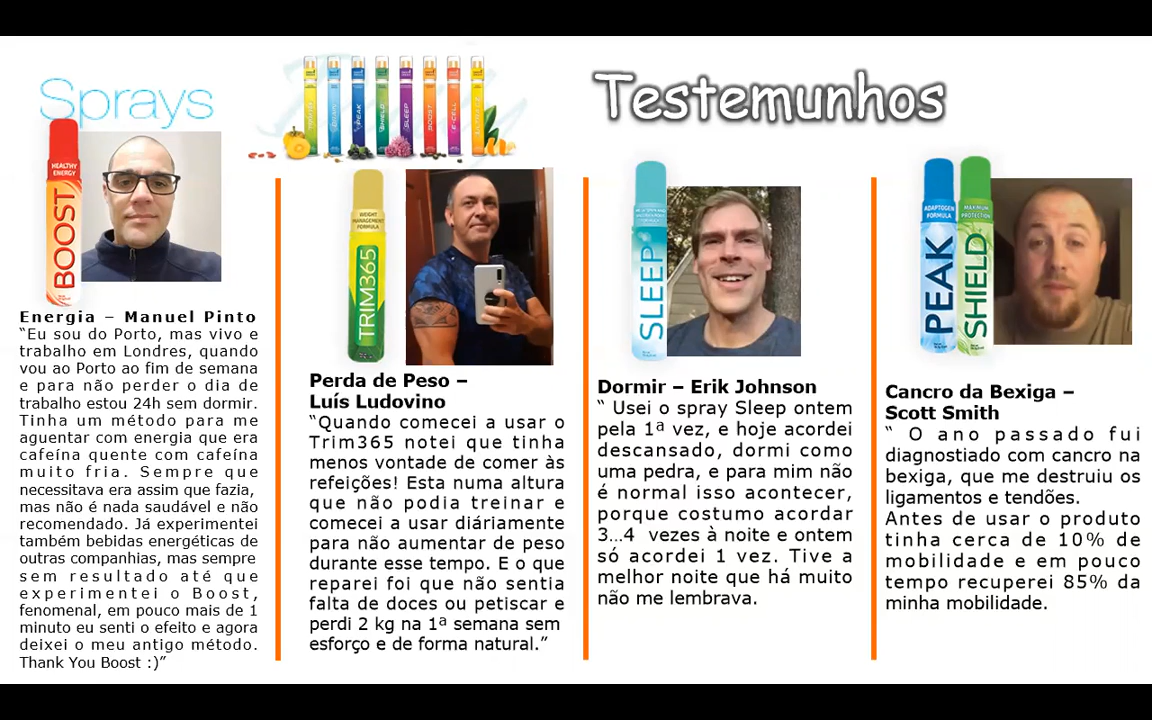 Sprays
Testemunhos
TRIM365
PEAK
SHIELD
SLEEP
BOOST
E-CELL
HEALTHY
ENERGY
BOOST
Energia – Manuel Pinto
“Eu sou do Porto, mas vivo e
trabalho em Londres, quando
vou ao Porto ao fim de semana
e para não perder o dia de
trabalho estou 24h sem dormir.
Tinha um método para me
aguentar com energia que era
cafeína quente com cafeína
muito fria. Sempre que
necessitava era assim que fazia,
mas não é nada saudável e não
recomendado. Já experimentei
também bebidas energéticas de
outras companhias, mas sempre
sem resultado até que
experimentei o Boost,
fenomenal, em pouco mais de 1
minuto eu senti o efeito e agora
deixei o meu antigo método.
Thank You Boost :)”
WEIGHT
MANAGEMENT
FORMULA
TRIM365
Perda de Peso –
Luís Ludovino
“Quando comecei a usar o
Trim365 notei que tinha
menos vontade de comer às
refeições! Esta numa altura
que não podia treinar e
comecei a usar diáriamente
para não aumentar de peso
durante esse tempo. E o que
reparei foi que não sentia
falta de doces ou petiscar e
perdi 2 kg na 1ª semana sem
esforço e de forma natural.”
SLEEP
Dormir – Erik Johnson
“ Usei o spray Sleep ontem
pela 1ª vez, e hoje acordei
descansado, dormi como
uma pedra, e para mim não
é normal isso acontecer,
porque costumo acordar
3…4 vezes à noite e ontem
só acordei 1 vez. Tive a
melhor noite que há muito
não me lembrava.
ADAPTOGEN
FORMULA
PEAK
MAXIMUM
PROTECTION
SHIELD
Cancro da Bexiga –
Scott Smith
“ O ano passado fui
diagnostiado com cancro na
bexiga, que me destruiu os
ligamentos e tendões.
Antes de usar o produto
tinha cerca de 10% de
mobilidade e em pouco
tempo recuperei 85% da
minha mobilidade.